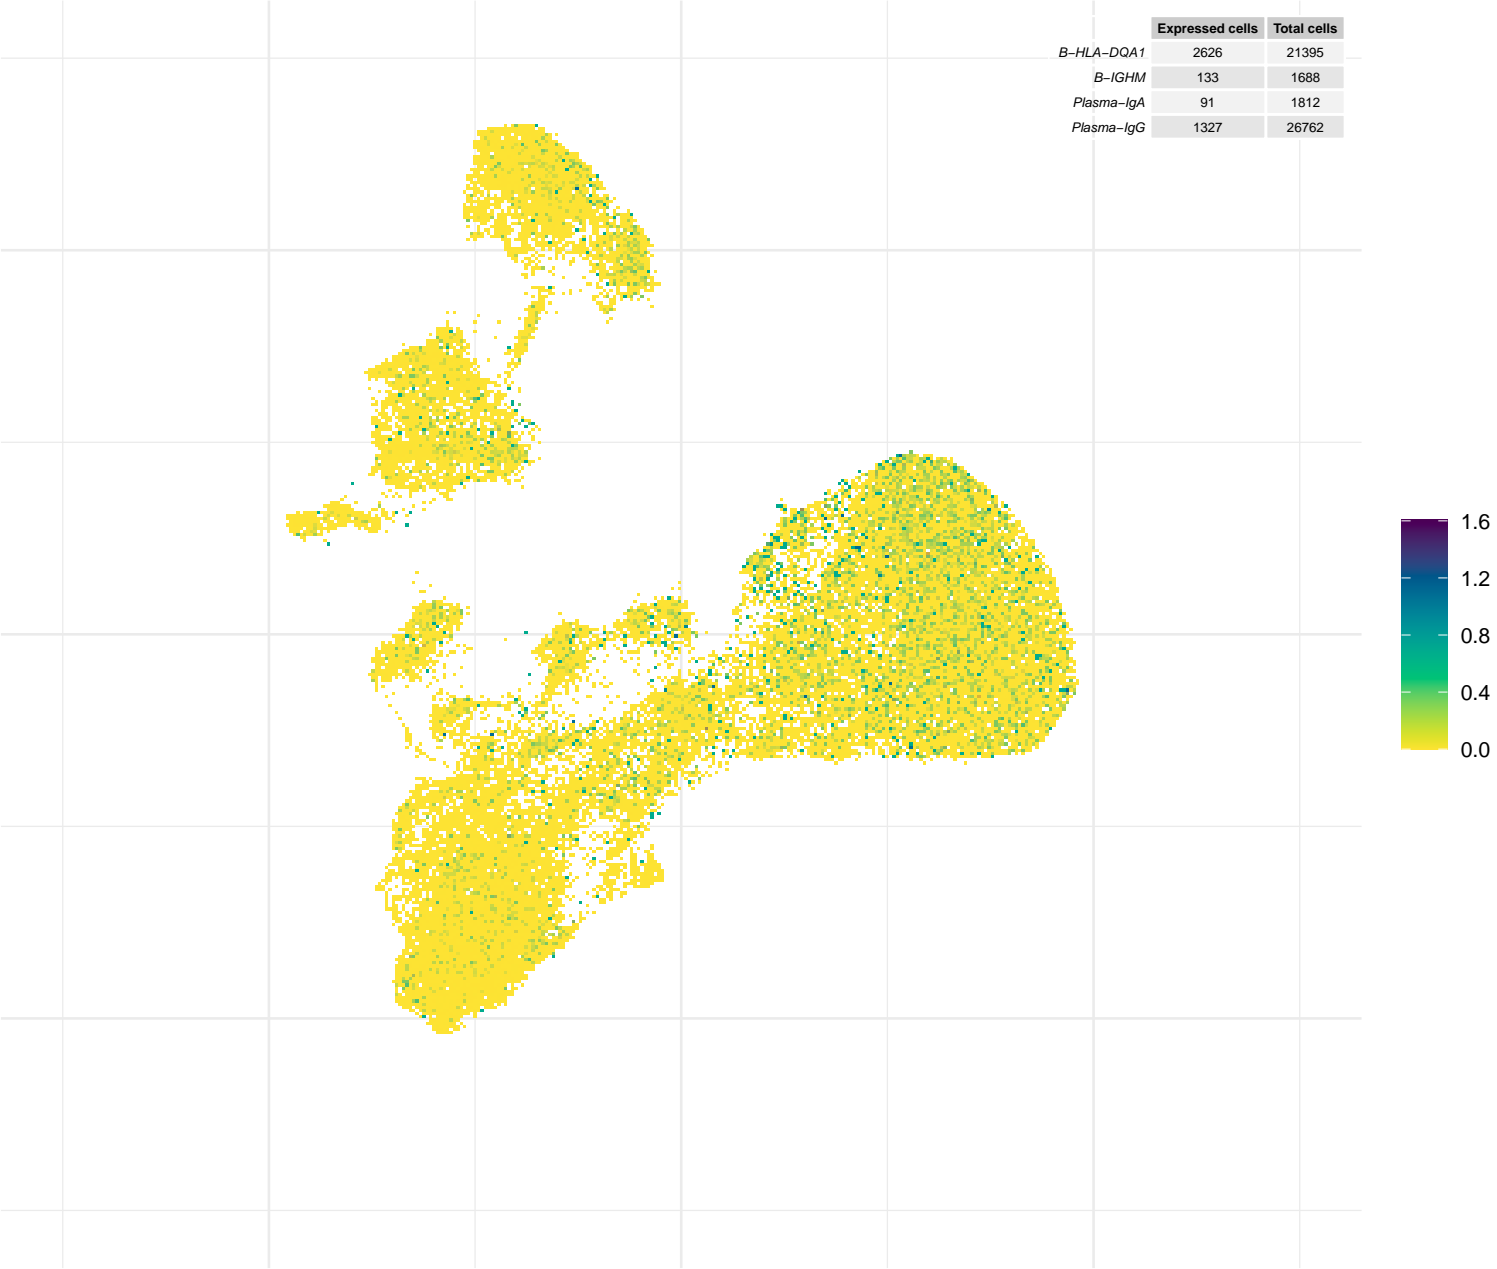 Expressed cells Total cells
B−HLA−DQA1 2626 21395
B−IGHM 133 1688
Plasma−IgA 91 1812
Plasma−IgG 1327 26762
1.6
1.2
0.8
0.4
0.0